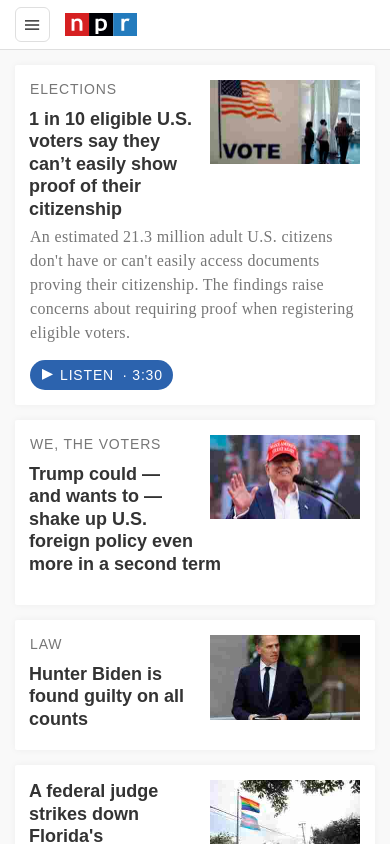 npr
ELECTIONS
1 in 10 eligible U.S.
voters say they
can’t easily show
proof of their
citizenship
VOTE
An estimated 21.3 million adult U.S. citizens
don't have or can't easily access documents
proving their citizenship. The findings raise
concerns about requiring proof when registering
eligible voters.
LISTEN · 3:30
WE, THE VOTERS
Trump could —
and wants to —
shake up U.S.
foreign policy even
more in a second term
LAW
Hunter Biden is
found guilty on all
counts
A federal judge
strikes down
Florida's